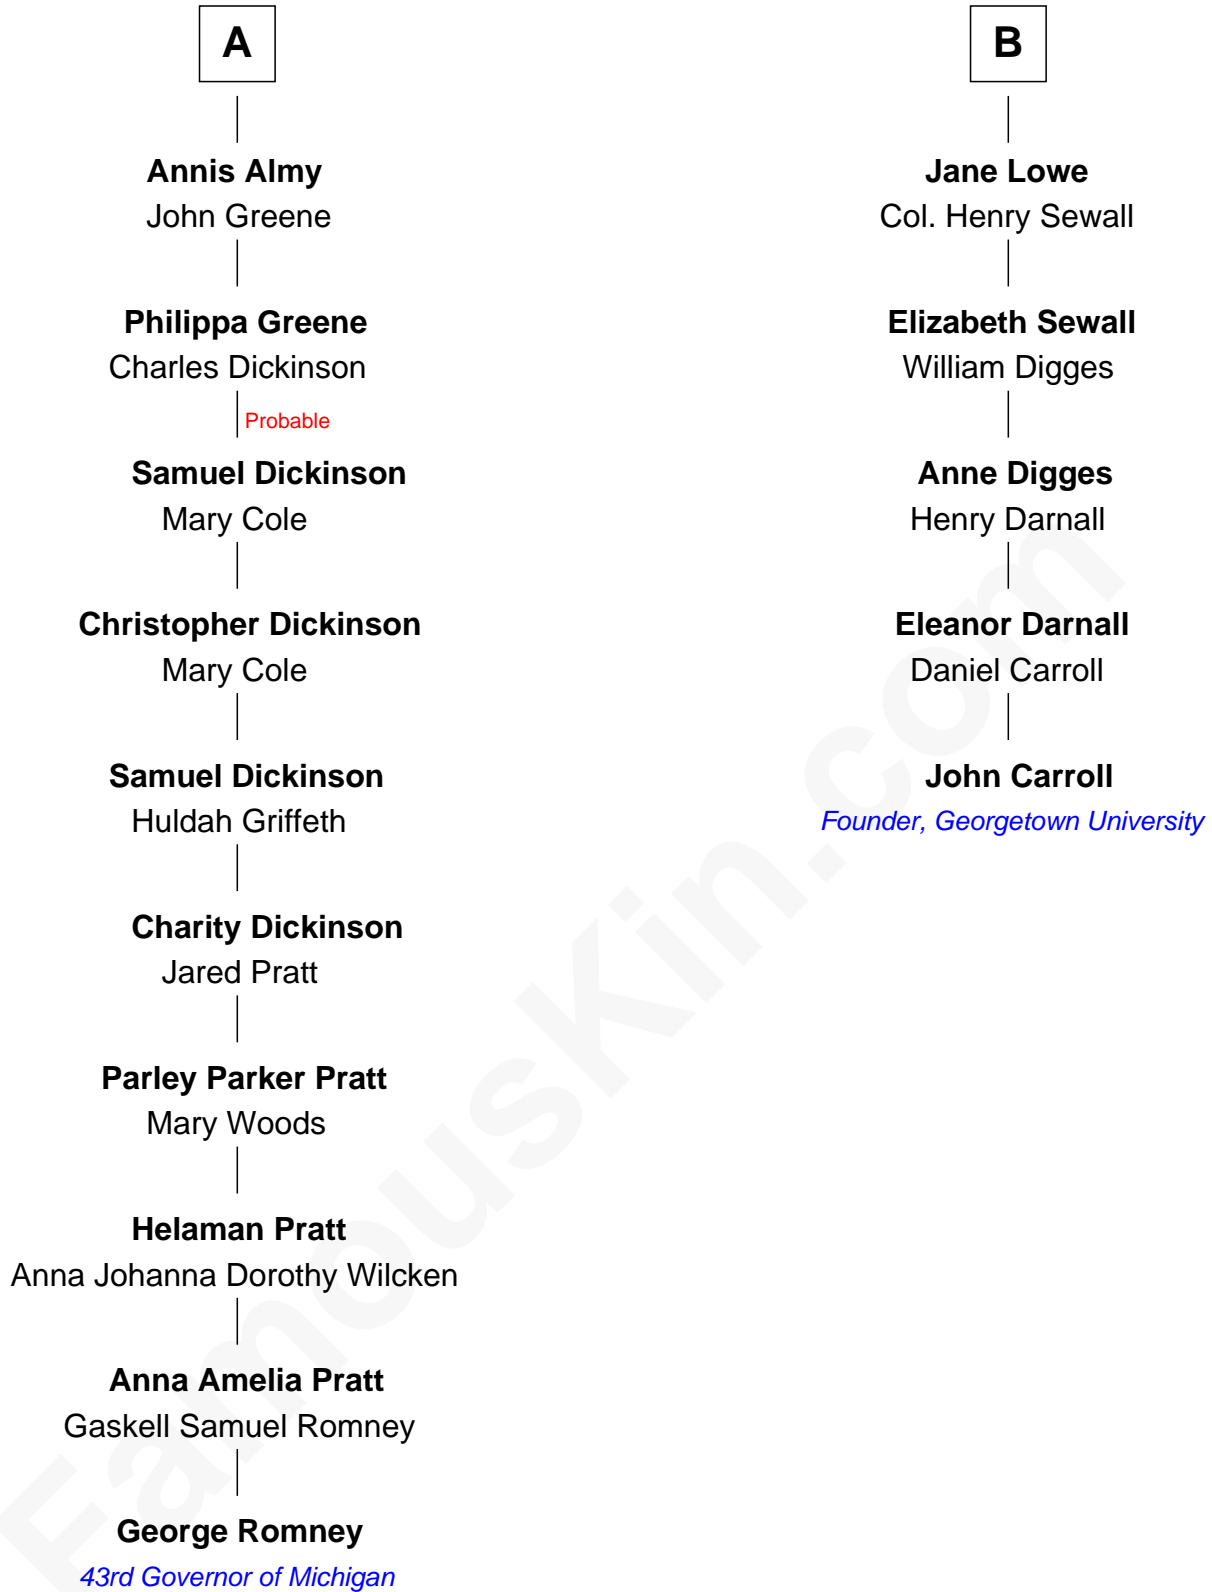 A
Annis Almy
John Greene
Philippa Greene
Charles Dickinson
Probable
Samuel Dickinson
Mary Cole
Christopher Dickinson
Mary Cole
Samuel Dickinson
Huldah Griffeth
Charity Dickinson
Jared Pratt
Parley Parker Pratt
Mary Woods
Helaman Pratt
Anna Johanna Dorothy Wilcken
Anna Amelia Pratt
Gaskell Samuel Romney
George Romney
43rd Governor of Michigan
B
Jane Lowe
Col. Henry Sewall
Elizabeth Sewall
William Digges
Anne Digges
Henry Darnall
Eleanor Darnall
Daniel Carroll
John Carroll
Founder, Georgetown University
FamousKin.com